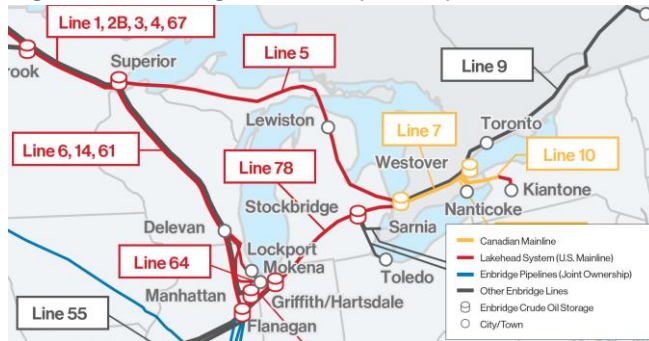 Line 1, 2B, 3, 4, 67
rook
Superior
Line 5
Line 9
Lewiston
Line 7
Toronto
Line 6, 14, 61
Westover
Line 10
Line 78
Kiantone
Stockbridge
Nanticoke
Delevan
Sarnia
Lockport
Toledo
Line 64
Mokena
Manhattan
Griffith/Hartsdale
Line 55
Flanagan
Canadian Mainline
Lakehead System (U.S. Mainline)
Enbridge Pipelines (Joint Ownership)
Other Enbridge Lines
Enbridge Crude Oil Storage
City/Town